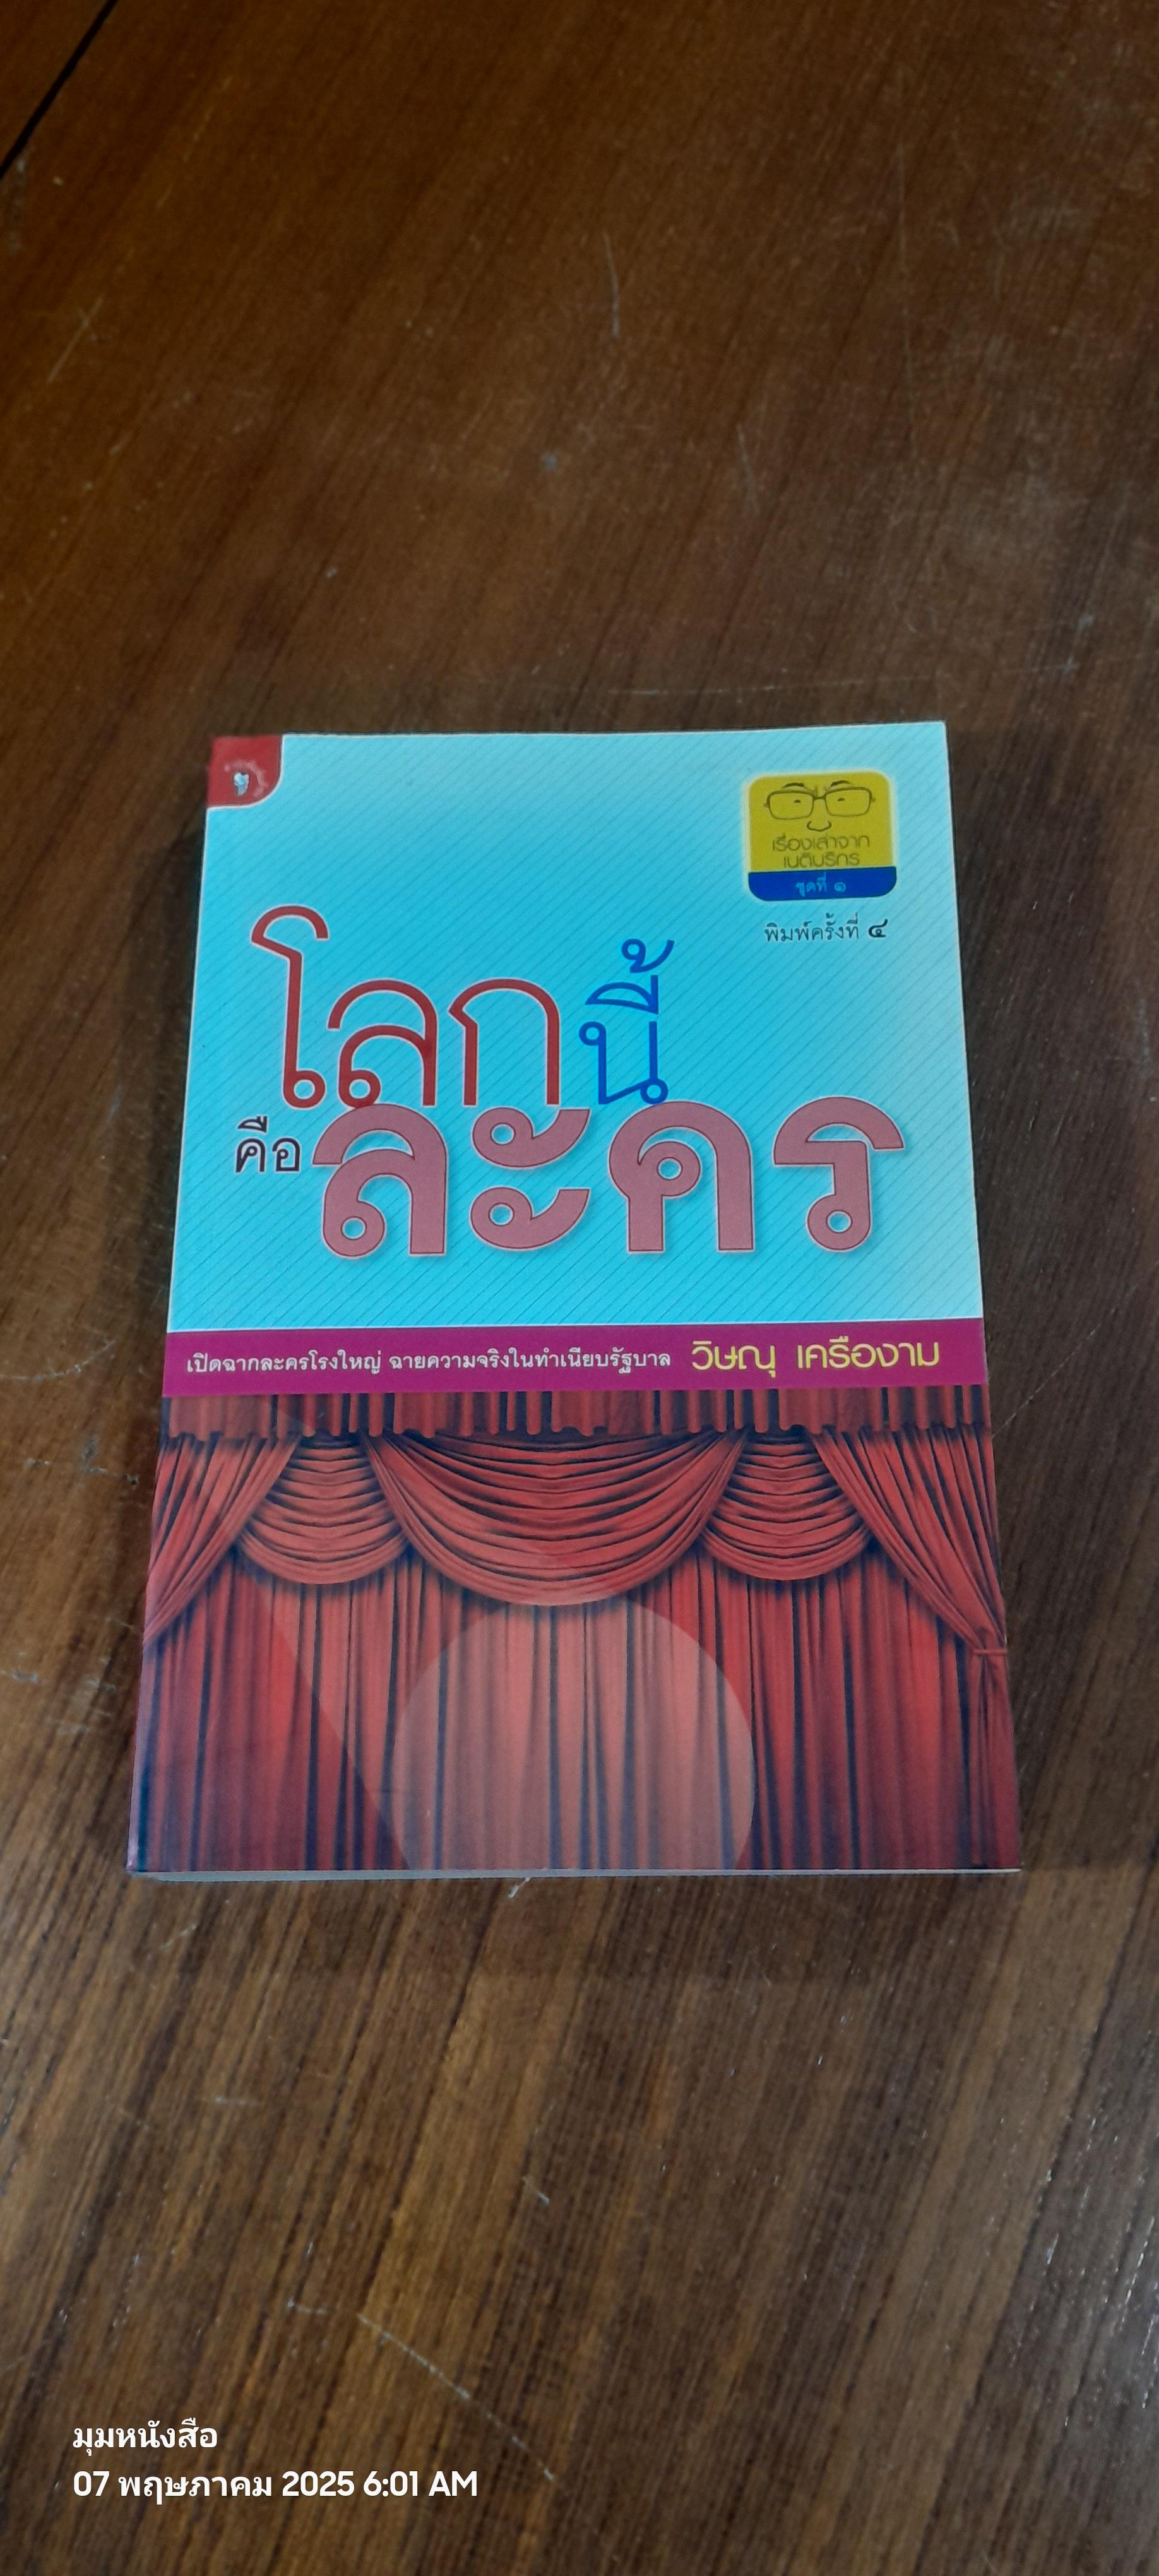 เรื่องเล่าจาก
เนติบริกร
ชุดที่ ๑
พิมพ์ครั้งที่ ๔
โลกนี้
คือละคร
เปิดฉากละครโรงใหญ่ ฉายความจริงในทำเนียบรัฐบาล วิษณุ เครืองาม
มุมหนังสือ
07 พฤษภาคม 2025 6:01 AM